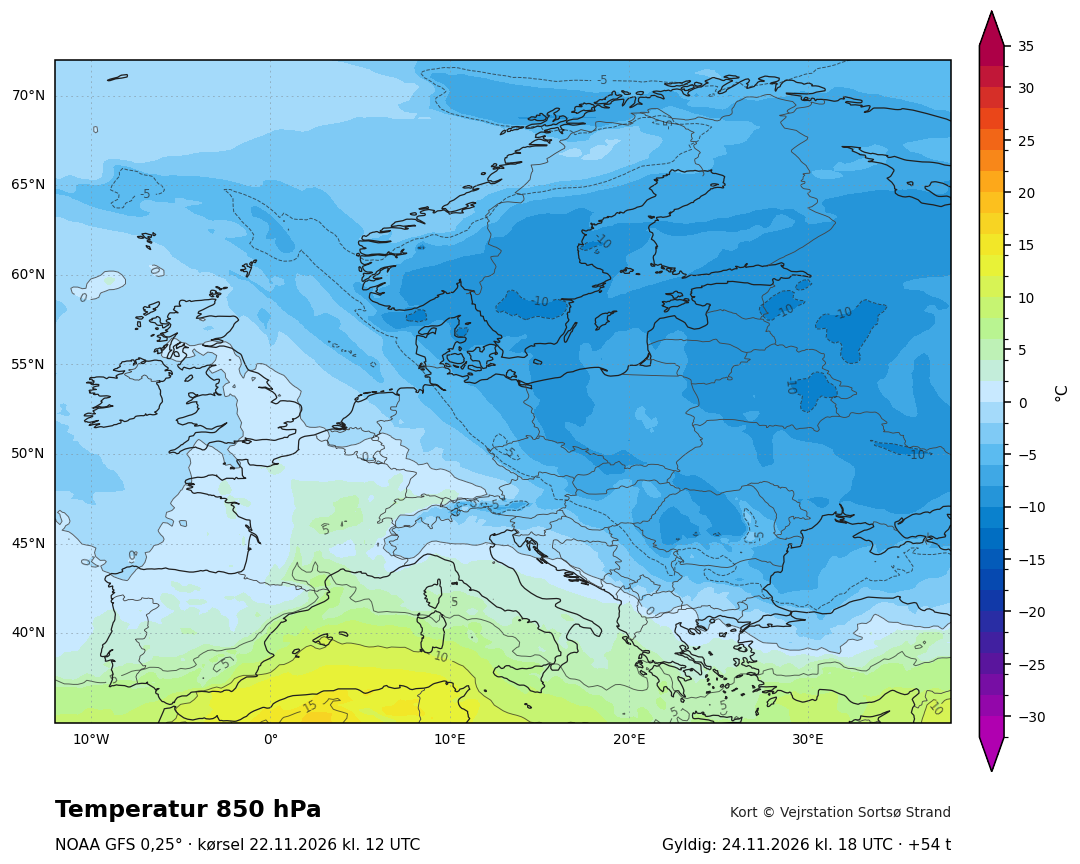 70°N
65°N
60°N
55°N
50°N
45°N
40°N
10°W
0°
10°E
20°E
30°E
35
30
25
20
15
10
5
0
−5
−10
−15
−20
−25
−30
°C
Temperatur 850 hPa
Kort © Vejrstation Sortsø Strand
NOAA GFS 0,25° · kørsel 22.11.2026 kl. 12 UTC
Gyldig: 24.11.2026 kl. 18 UTC · +54 t